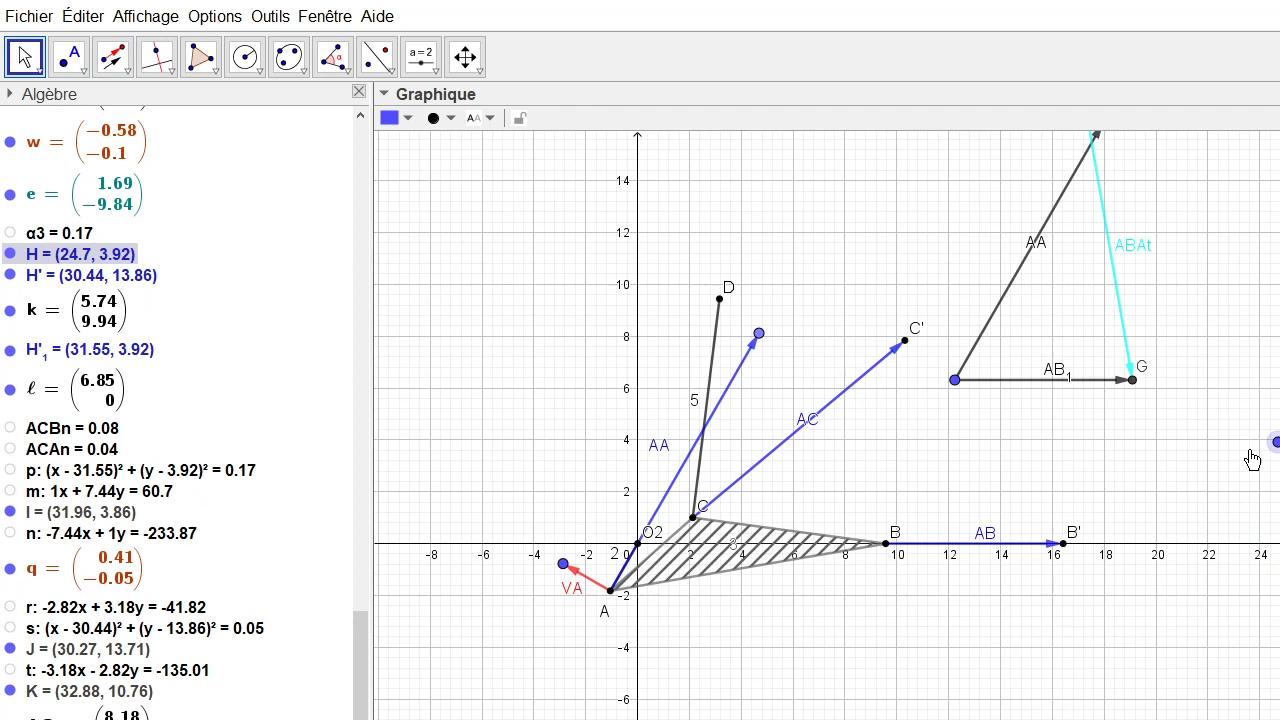 Fichier Éditer Affichage Options Outils Fenêtre Aide
A α a=2
Algèbre
Graphique
AA
w = (−0.58
−0.1)
e = (1.69
−9.84)
α3 = 0.17
H = (24.7, 3.92)
H' = (30.44, 13.86)
k = (5.74
9.94)
H'₁ = (31.55, 3.92)
ℓ = (6.85
0)
ACBn = 0.08
ACAn = 0.04
p: (x - 31.55)² + (y - 3.92)² = 0.17
m: 1x + 7.44y = 60.7
I = (31.96, 3.86)
n: -7.44x + 1y = -233.87
q = (0.41
−0.05)
r: -2.82x + 3.18y = -41.82
s: (x - 30.44)² + (y - 13.86)² = 0.05
J = (30.27, 13.71)
t: -3.18x - 2.82y = -135.01
K = (32.88, 10.76)
14
12
10
8
6
4
2
-2
-4
-6
-8 -6 -4 -2 0 2 4 6 8 10 12 14 16 18 20 22 24
AA
ABAt
D
C'
AB₁
G
5
AC
AA
C
O2
3
B
AB
B'
VA
A